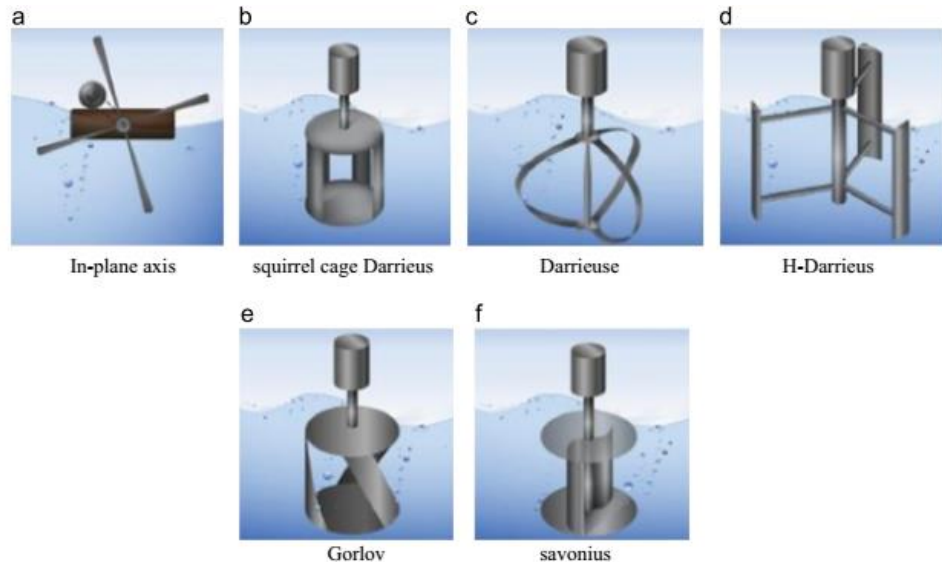 a
b
c
d
In-plane axis
squirrel cage Darrieus
Darrieuse
H-Darrieus
e
f
Gorlov
savonius